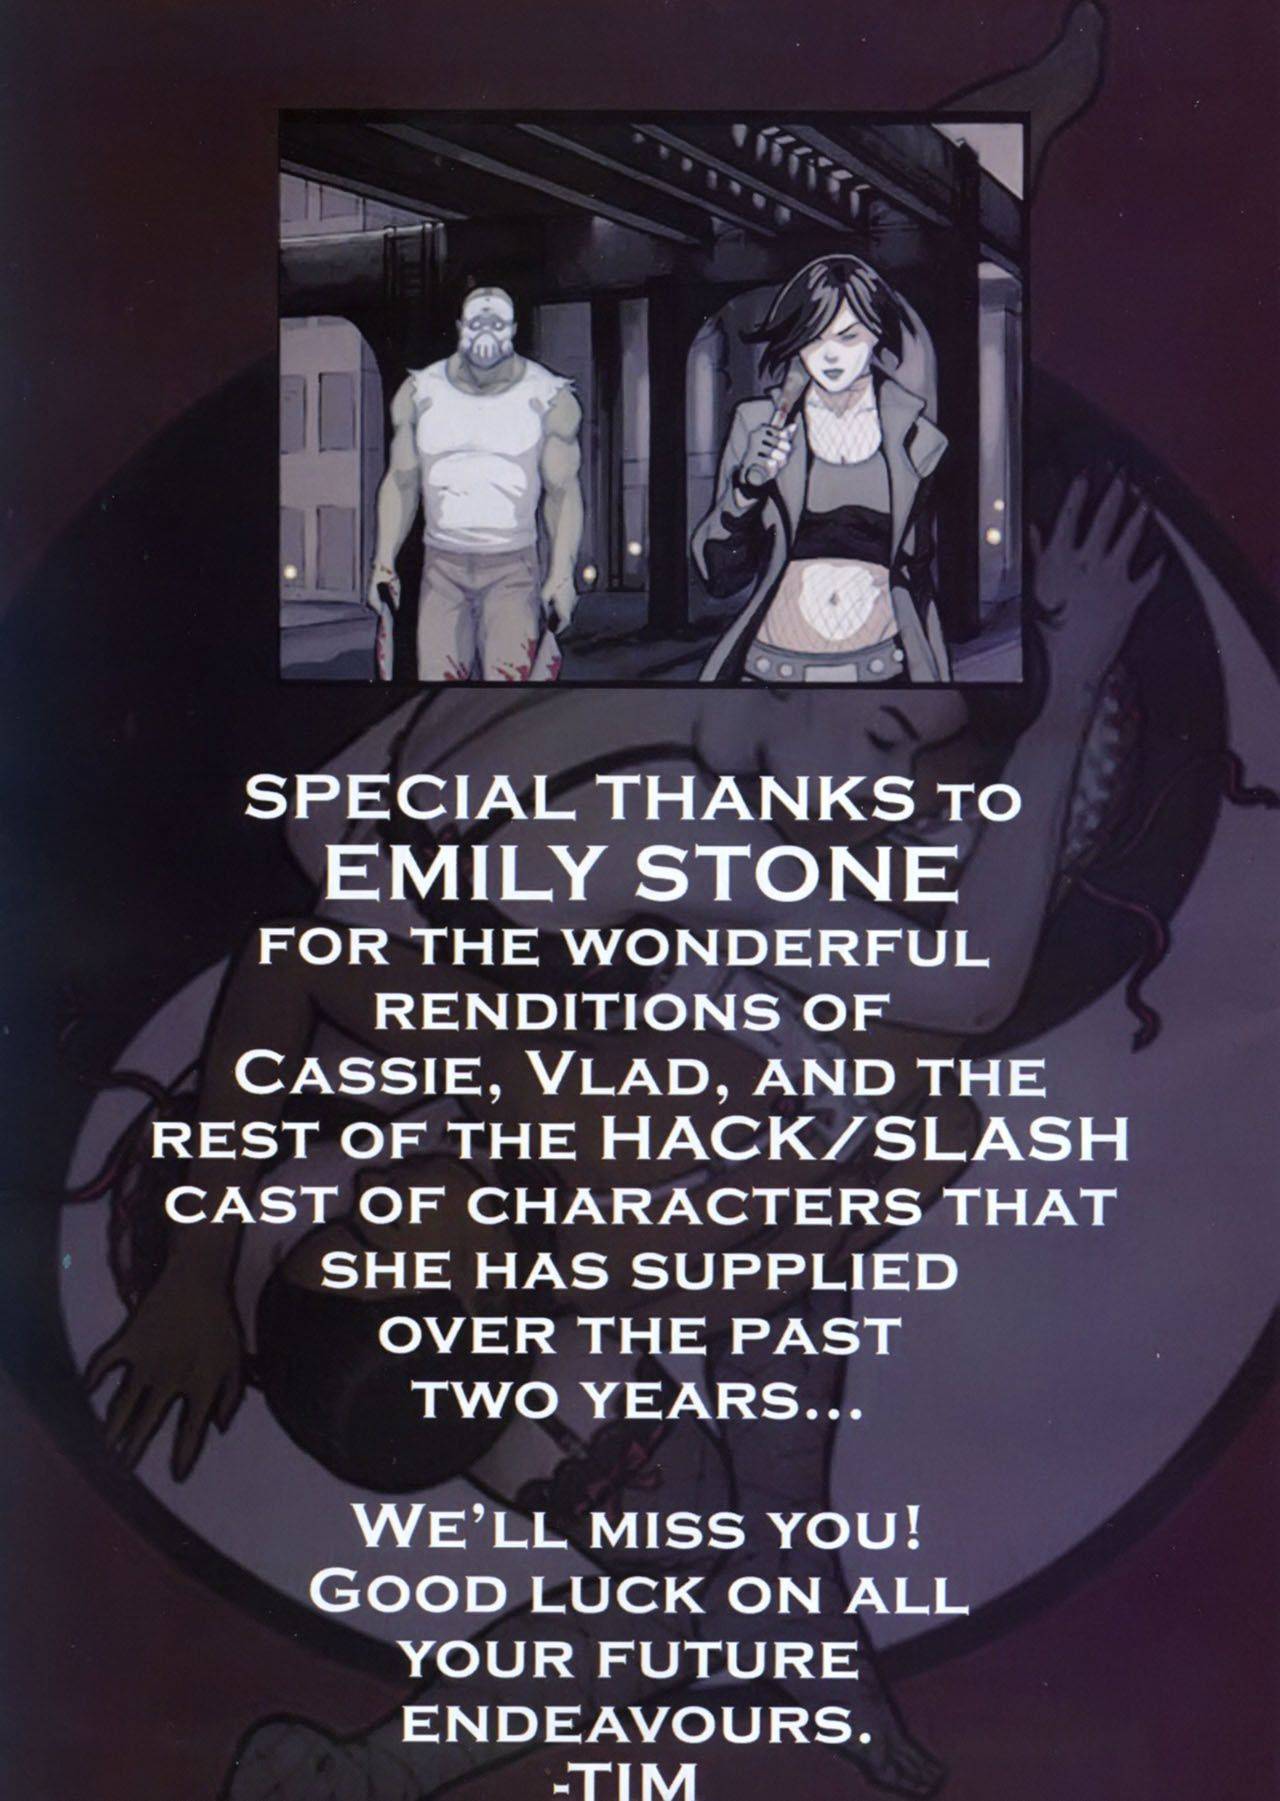 SPECIAL THANKS TO
EMILY STONE
FOR THE WONDERFUL
RENDITIONS OF
CASSIE, VLAD, AND THE
REST OF THE HACK/SLASH
CAST OF CHARACTERS THAT
SHE HAS SUPPLIED
OVER THE PAST
TWO YEARS...
WE'LL MISS YOU!
GOOD LUCK ON ALL
YOUR FUTURE
ENDEAVOURS.
-TIM